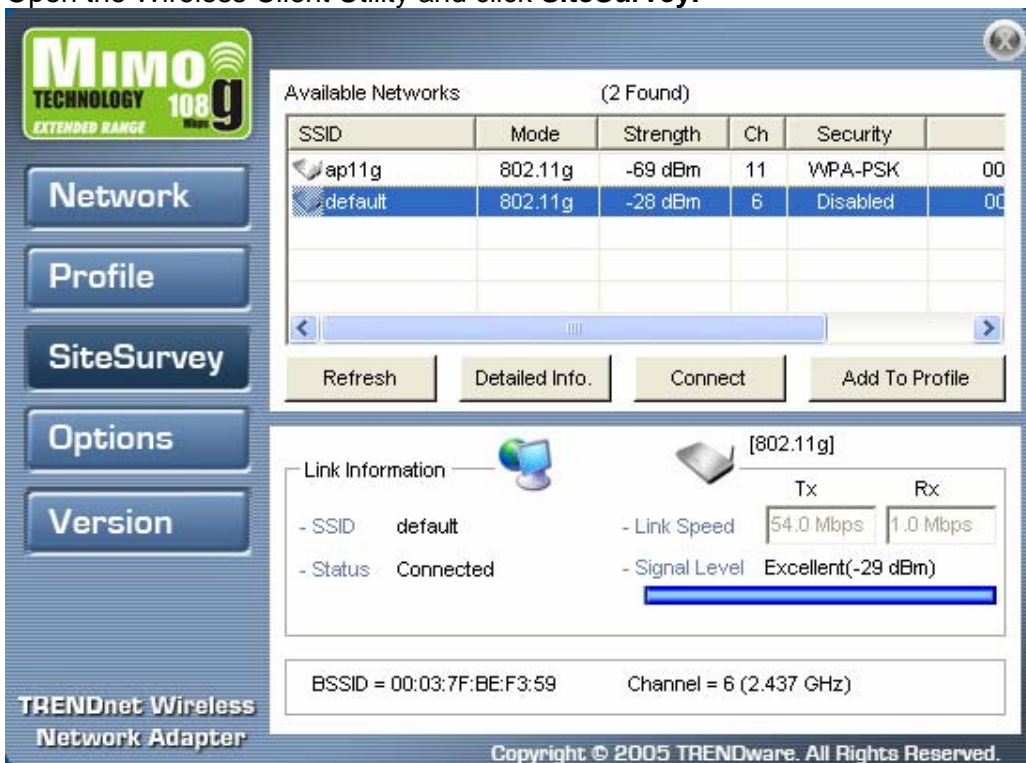 Open the Wireless Client Utility and click SiteSurvey.
MIMO
TECHNOLOGY 108 Mbps g
EXTENDED RANGE
Network
Profile
SiteSurvey
Options
Version
TRENDnet Wireless
Network Adapter
Available Networks (2 Found)
SSID Mode Strength Ch Security
ap11g 802.11g -69 dBm 11 WPA-PSK 00
default 802.11g -28 dBm 6 Disabled 00
Refresh Detailed Info. Connect Add To Profile
Link Information [802.11g]
Tx Rx
- SSID default - Link Speed 54.0 Mbps 1.0 Mbps
- Status Connected - Signal Level Excellent(-29 dBm)
BSSID = 00:03:7F:BE:F3:59 Channel = 6 (2.437 GHz)
Copyright © 2005 TRENDware. All Rights Reserved.